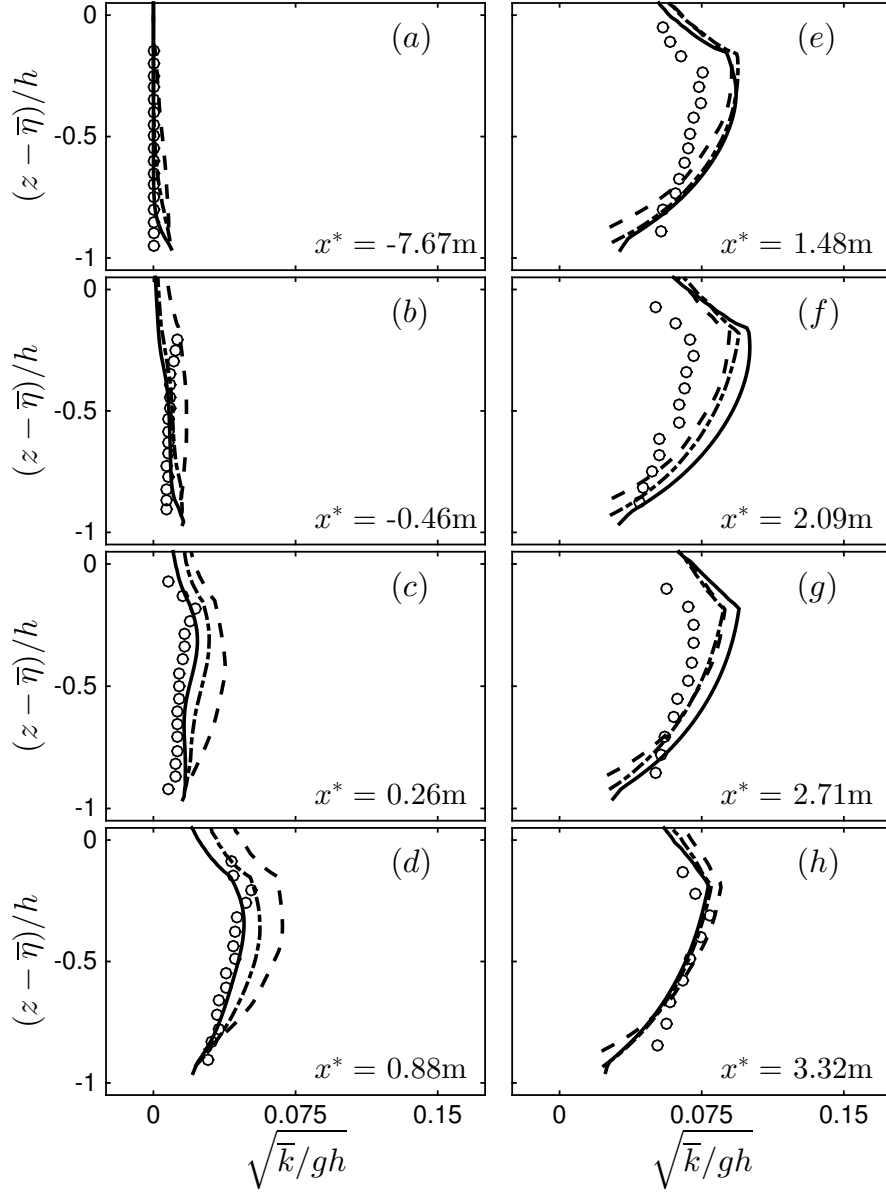 (a)
0
-0.5
-1
(z − η̅)/h
x* = -7.67m
(b)
0
-0.5
-1
(z − η̅)/h
x* = -0.46m
(c)
0
-0.5
-1
(z − η̅)/h
x* = 0.26m
(d)
0
-0.5
-1
(z − η̅)/h
x* = 0.88m
0 0.075 0.15
√(k̅/gh)
(e)
x* = 1.48m
(f)
x* = 2.09m
(g)
x* = 2.71m
(h)
x* = 3.32m
0 0.075 0.15
√(k̅/gh)